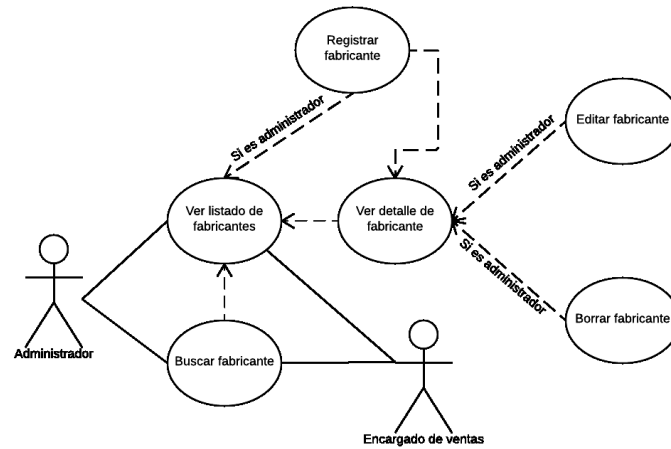 Registrar
fabricante
Si es administrador
Editar fabricante
Si es administrador
Ver listado de
fabricantes
Ver detalle de
fabricante
Si es administrador
Borrar fabricante
Administrador
Buscar fabricante
Encargado de ventas